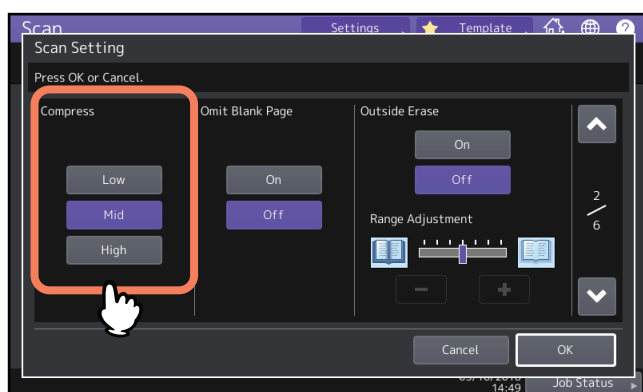 Scan
Settings
Template
Scan Setting
Press OK or Cancel.
Compress
Low
Mid
High
Omit Blank Page
On
Off
Outside Erase
On
Off
Range Adjustment
2
6
Cancel
OK
14:49
Job Status